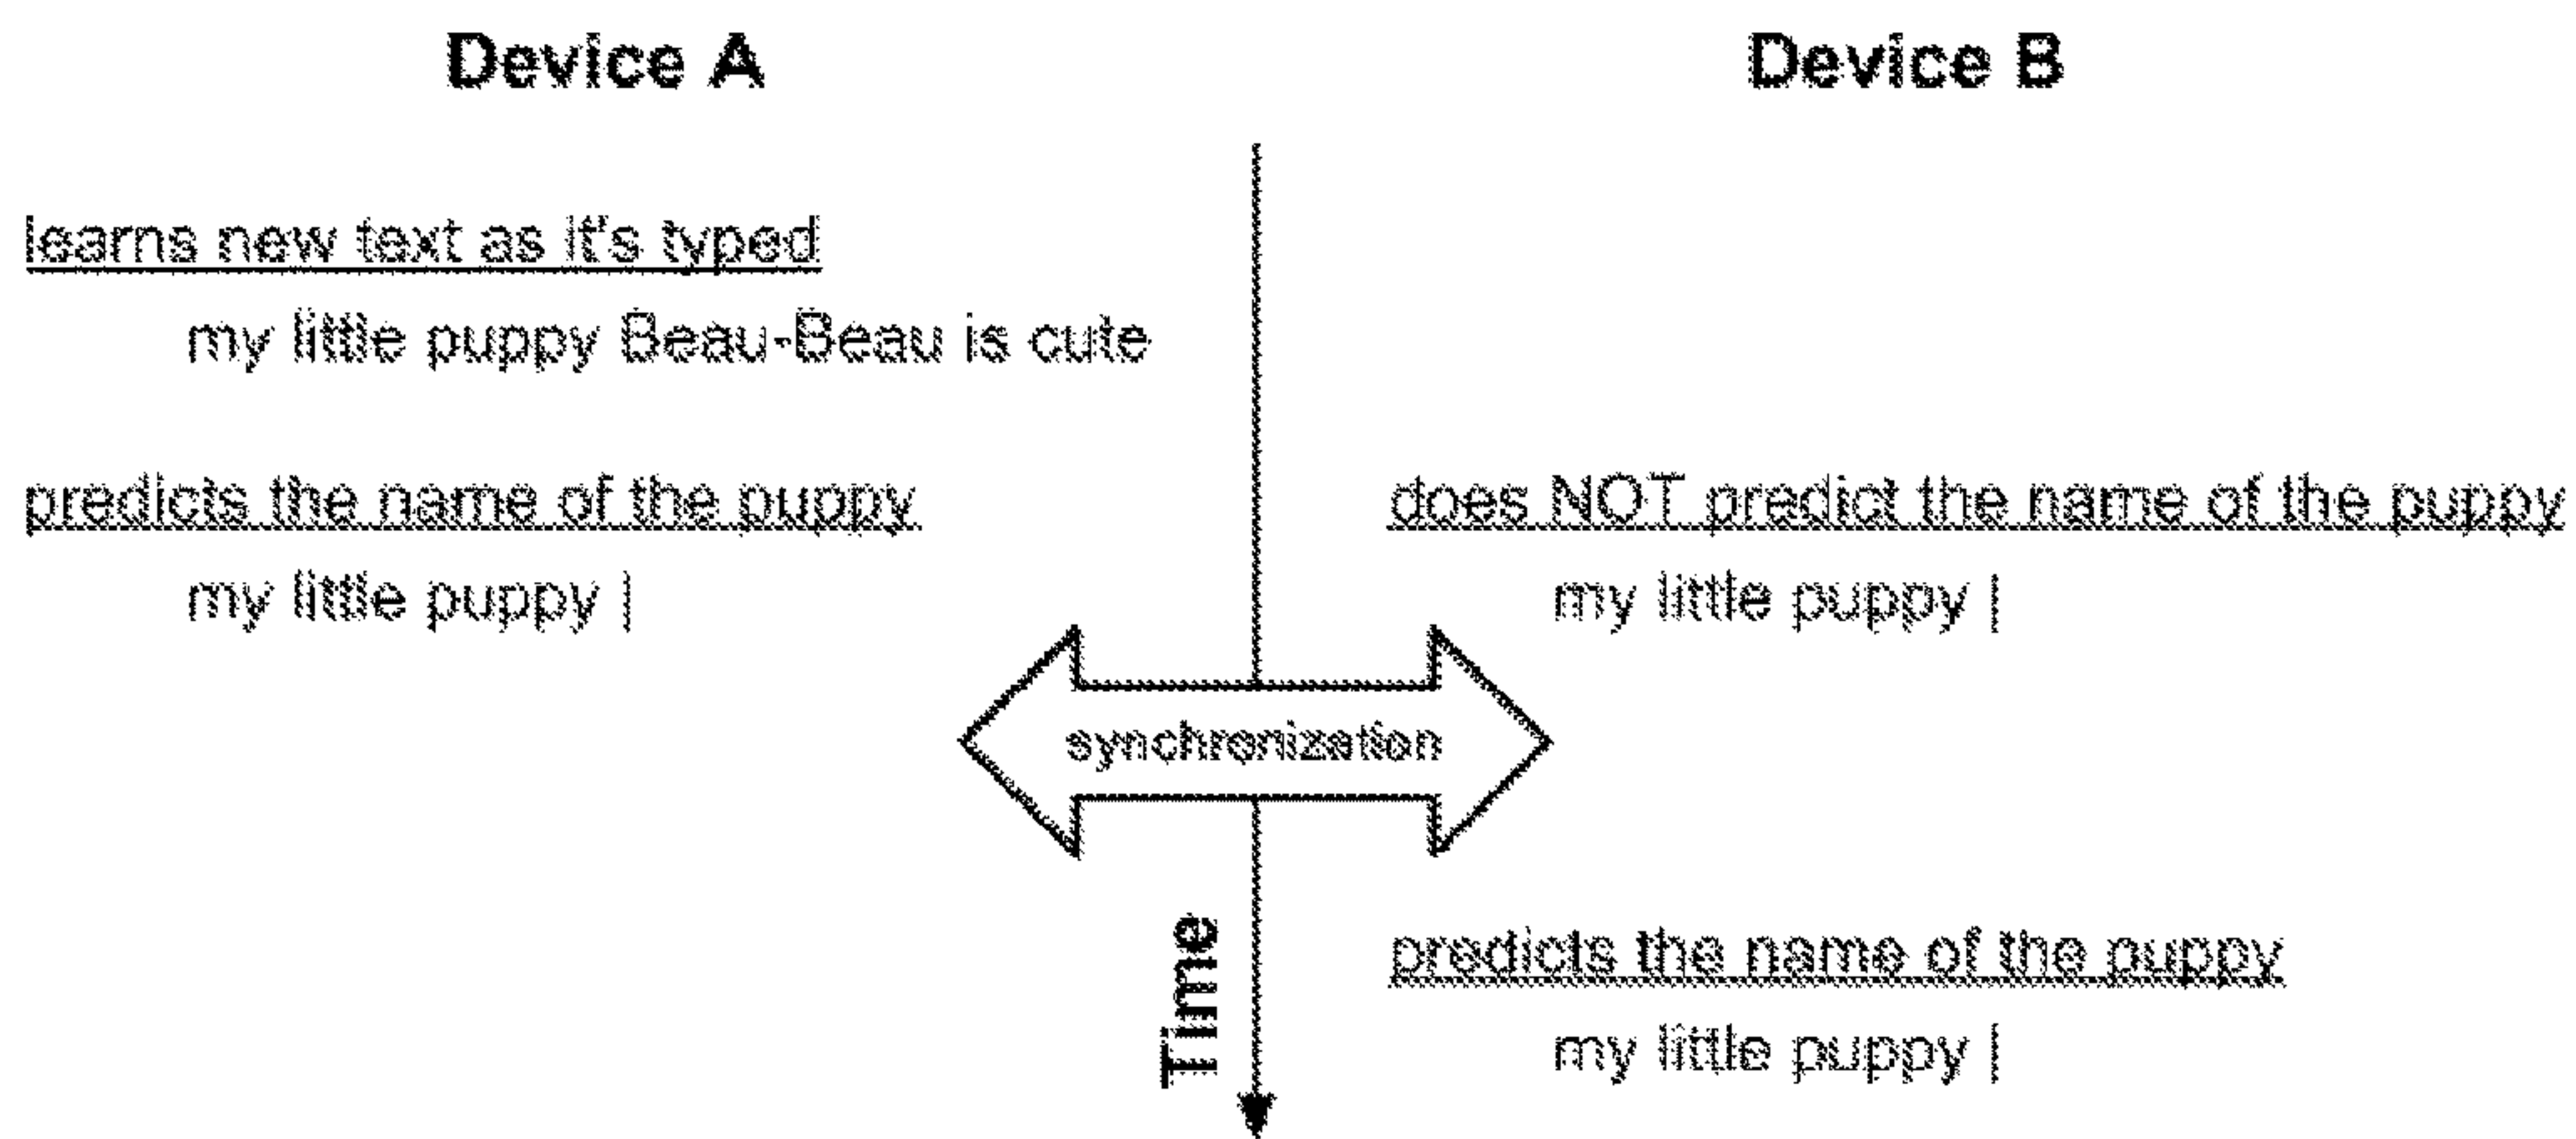 Device A
Device B
learns new text as it's typed
my little puppy Beau-Beau is cute
predicts the name of the puppy
my little puppy |
does NOT predict the name of the puppy
my little puppy |
synchronization
Time
predicts the name of the puppy
my little puppy |